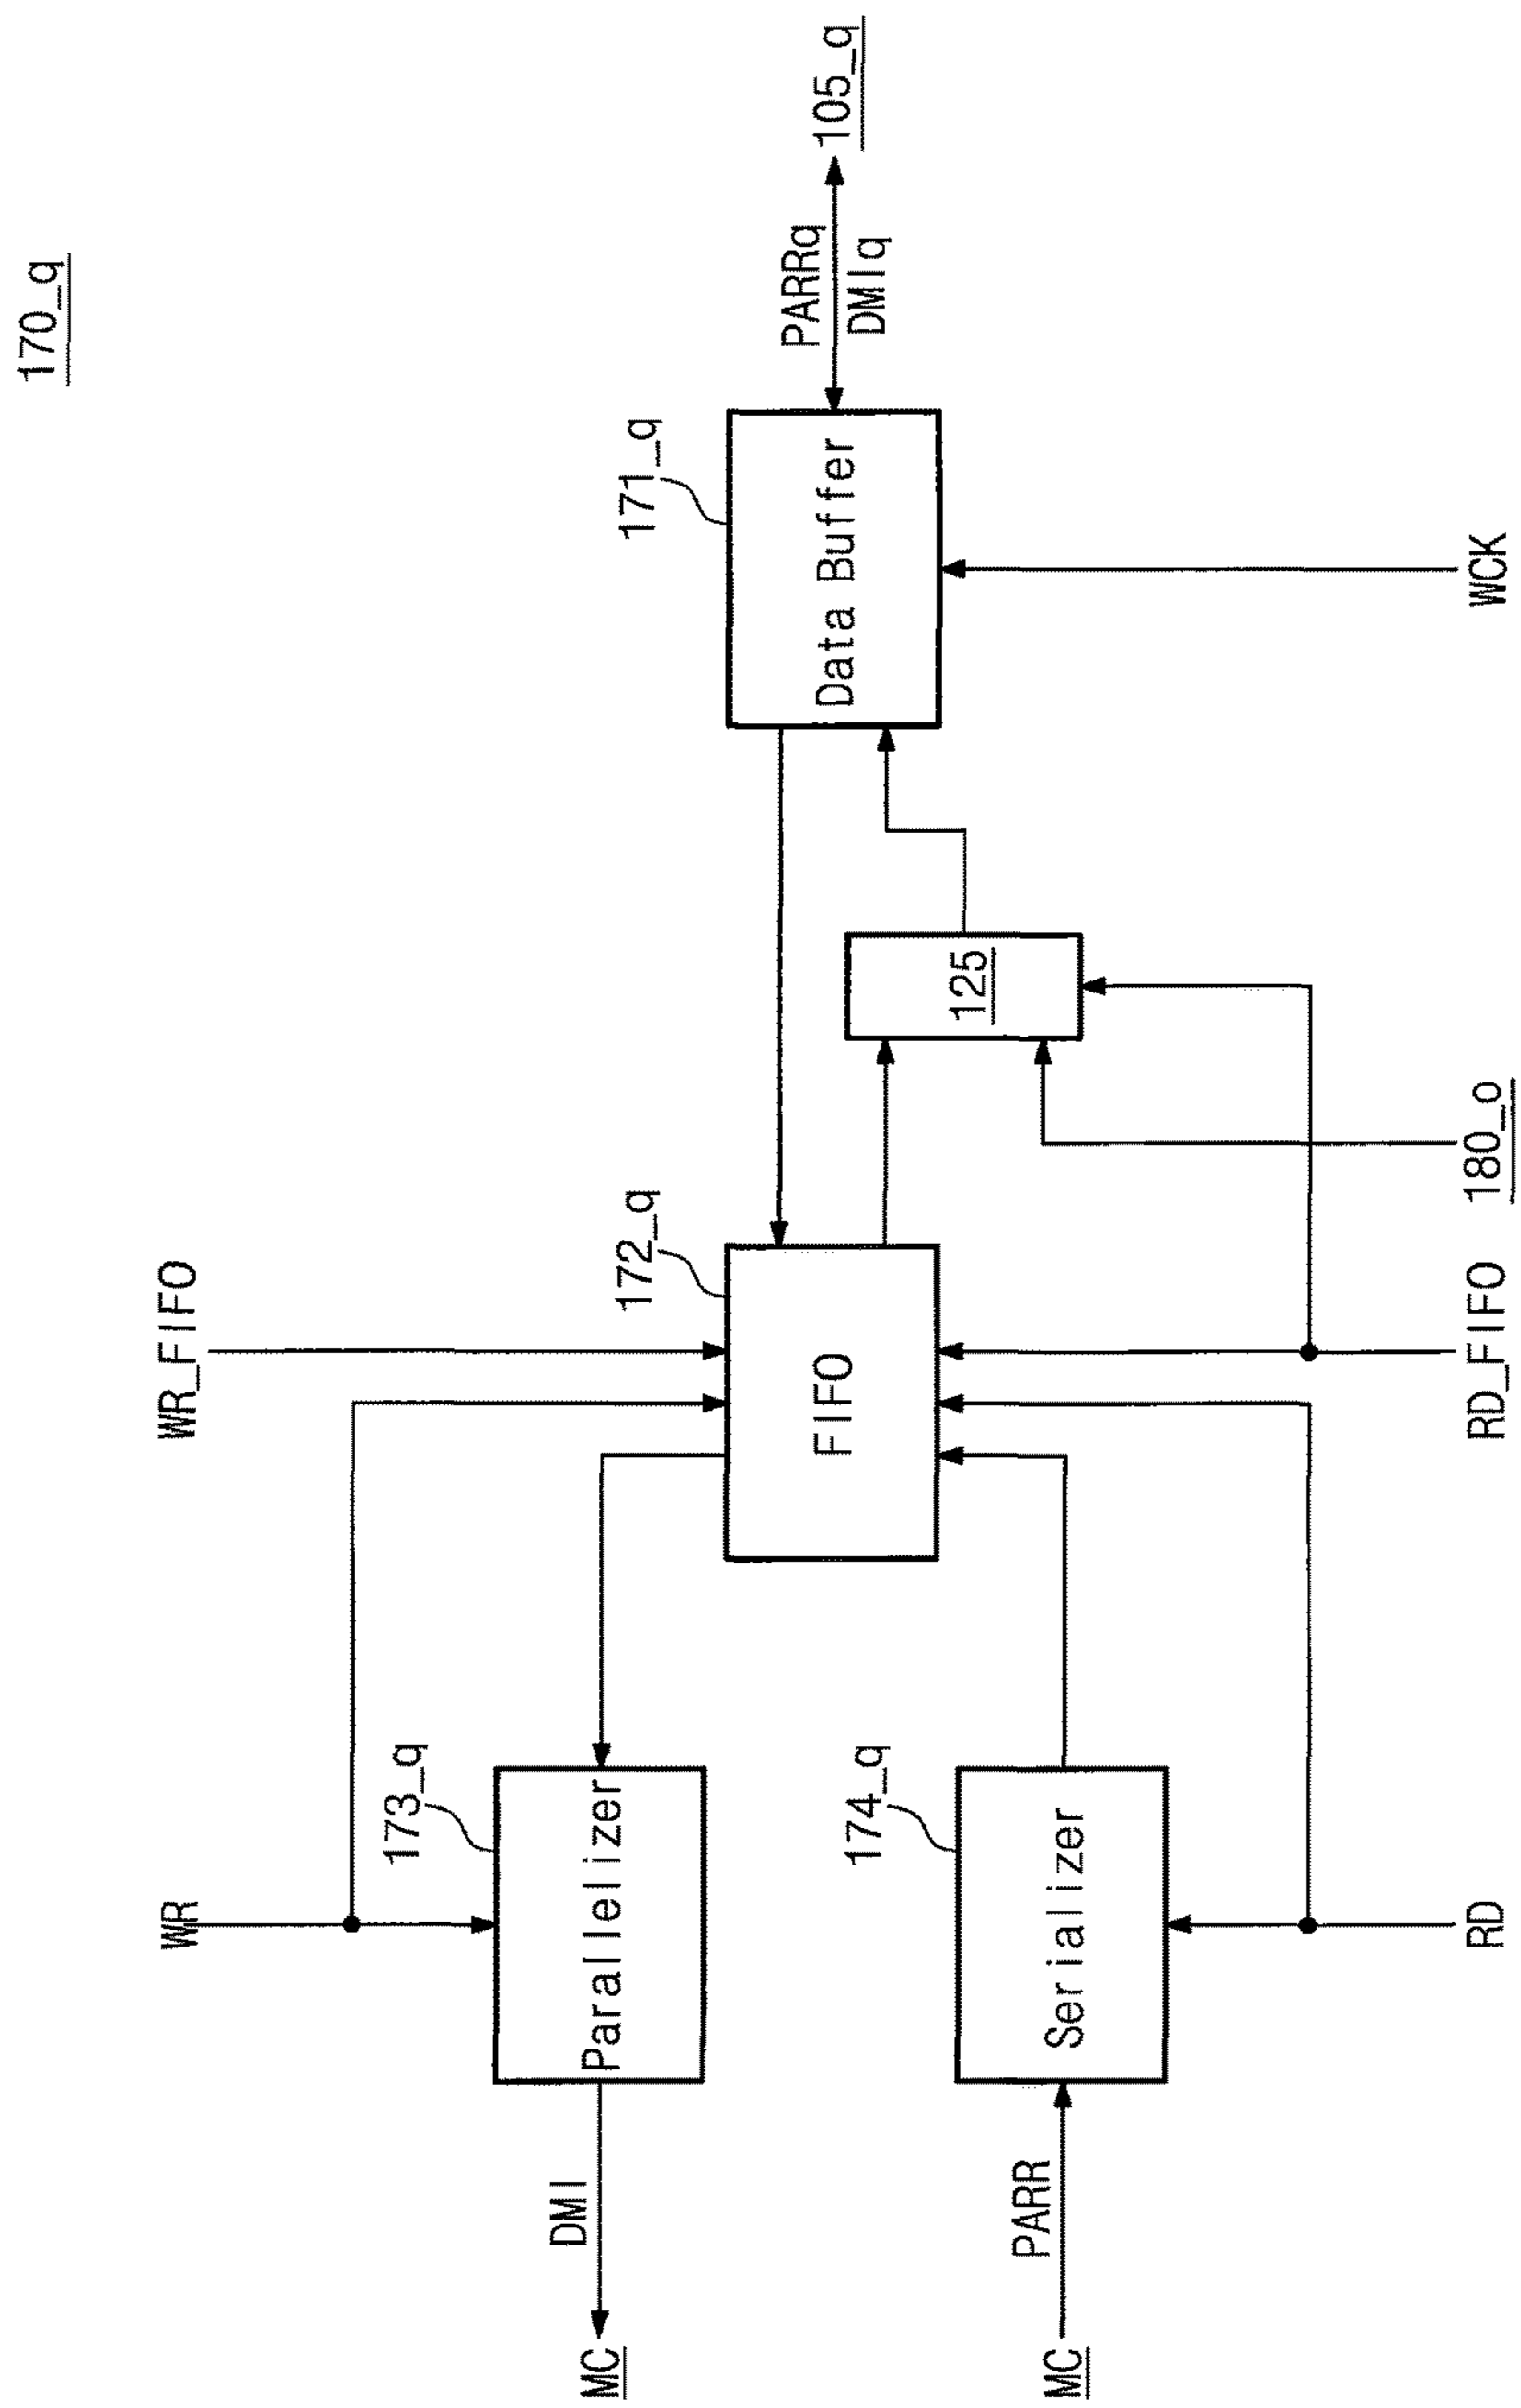 170_q
WR
WR_FIFO
173_q
172_q
171_q
DMI
MC
Parallelizer
FIFO
Data Buffer
PARRq
DMIq
105_q
174_q
125
PARR
MC
Serializer
RD
RD_FIFO
180_o
WCK